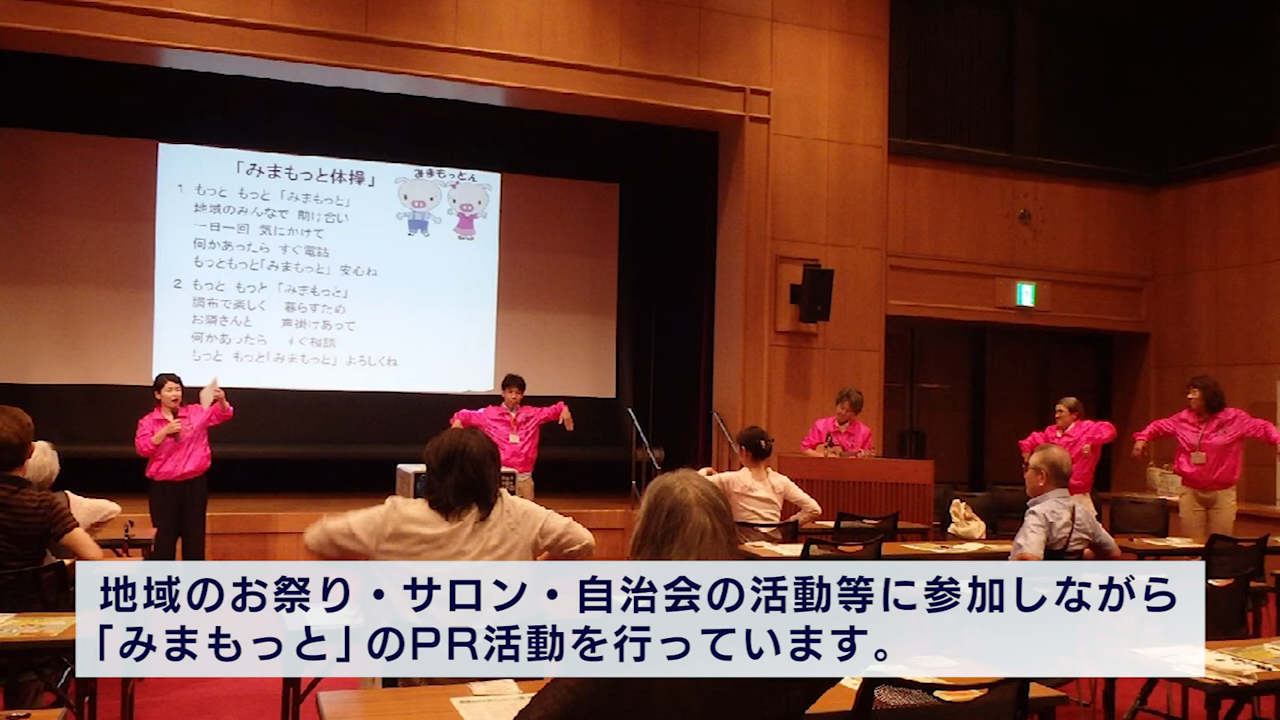 「みまもっと体操」
みまもっとん
1 もっと もっと 「みまもっと」
地域のみんなで 助け合い
一日一回 気にかけて
何かあったら すぐ電話
もっともっと「みまもっと」 安心ね
2 もっと もっと 「みまもっと」
調布で楽しく 暮らすため
お隣さんと 声掛けあって
何かあったら すぐ相談
もっと もっと「みまもっと」 よろしくね
地域のお祭り・サロン・自治会の活動等に参加しながら
「みまもっと」のPR活動を行っています。